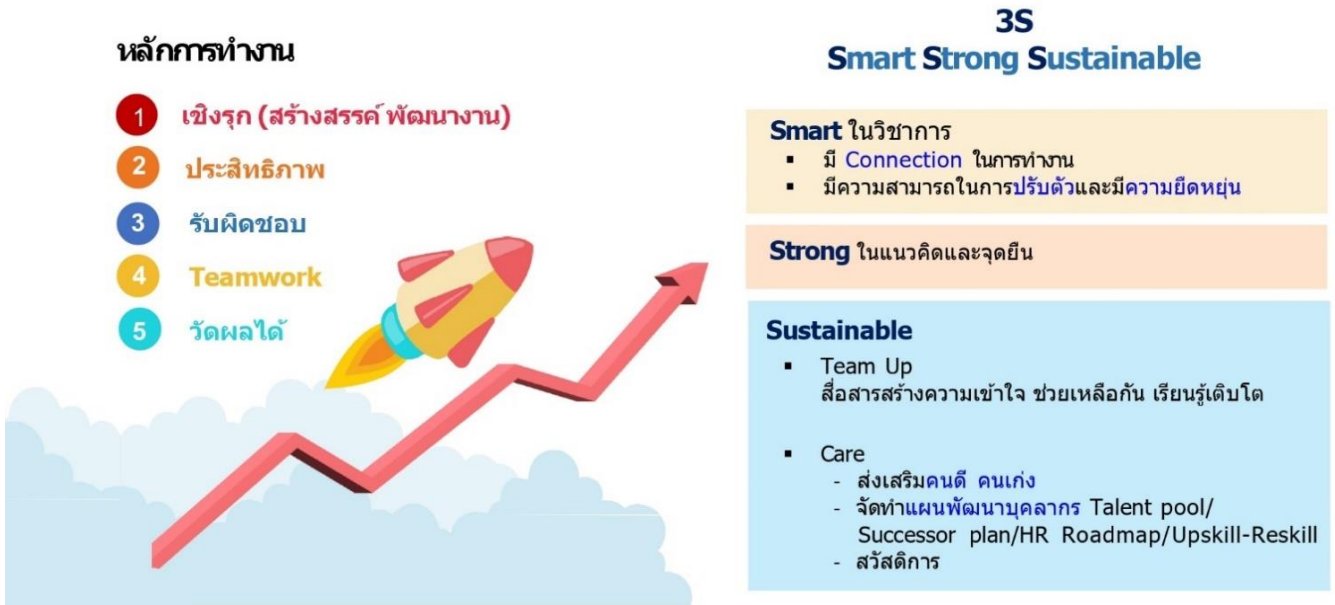 หลักการทำงาน
1 เชิงรุก (สร้างสรรค์ พัฒนางาน)
2 ประสิทธิภาพ
3 รับผิดชอบ
4 Teamwork
5 วัดผลได้
3S
Smart Strong Sustainable
Smart ในวิชาการ
▪ มี Connection ในการทำงาน
▪ มีความสามารถในการปรับตัวและมีความยืดหยุ่น
Strong ในแนวคิดและจุดยืน
Sustainable
▪ Team Up
สื่อสารสร้างความเข้าใจ ช่วยเหลือกัน เรียนรู้เติบโต
▪ Care
- ส่งเสริมคนดี คนเก่ง
- จัดทำแผนพัฒนาบุคลากร Talent pool/
Successor plan/HR Roadmap/Upskill-Reskill
- สวัสดิการ